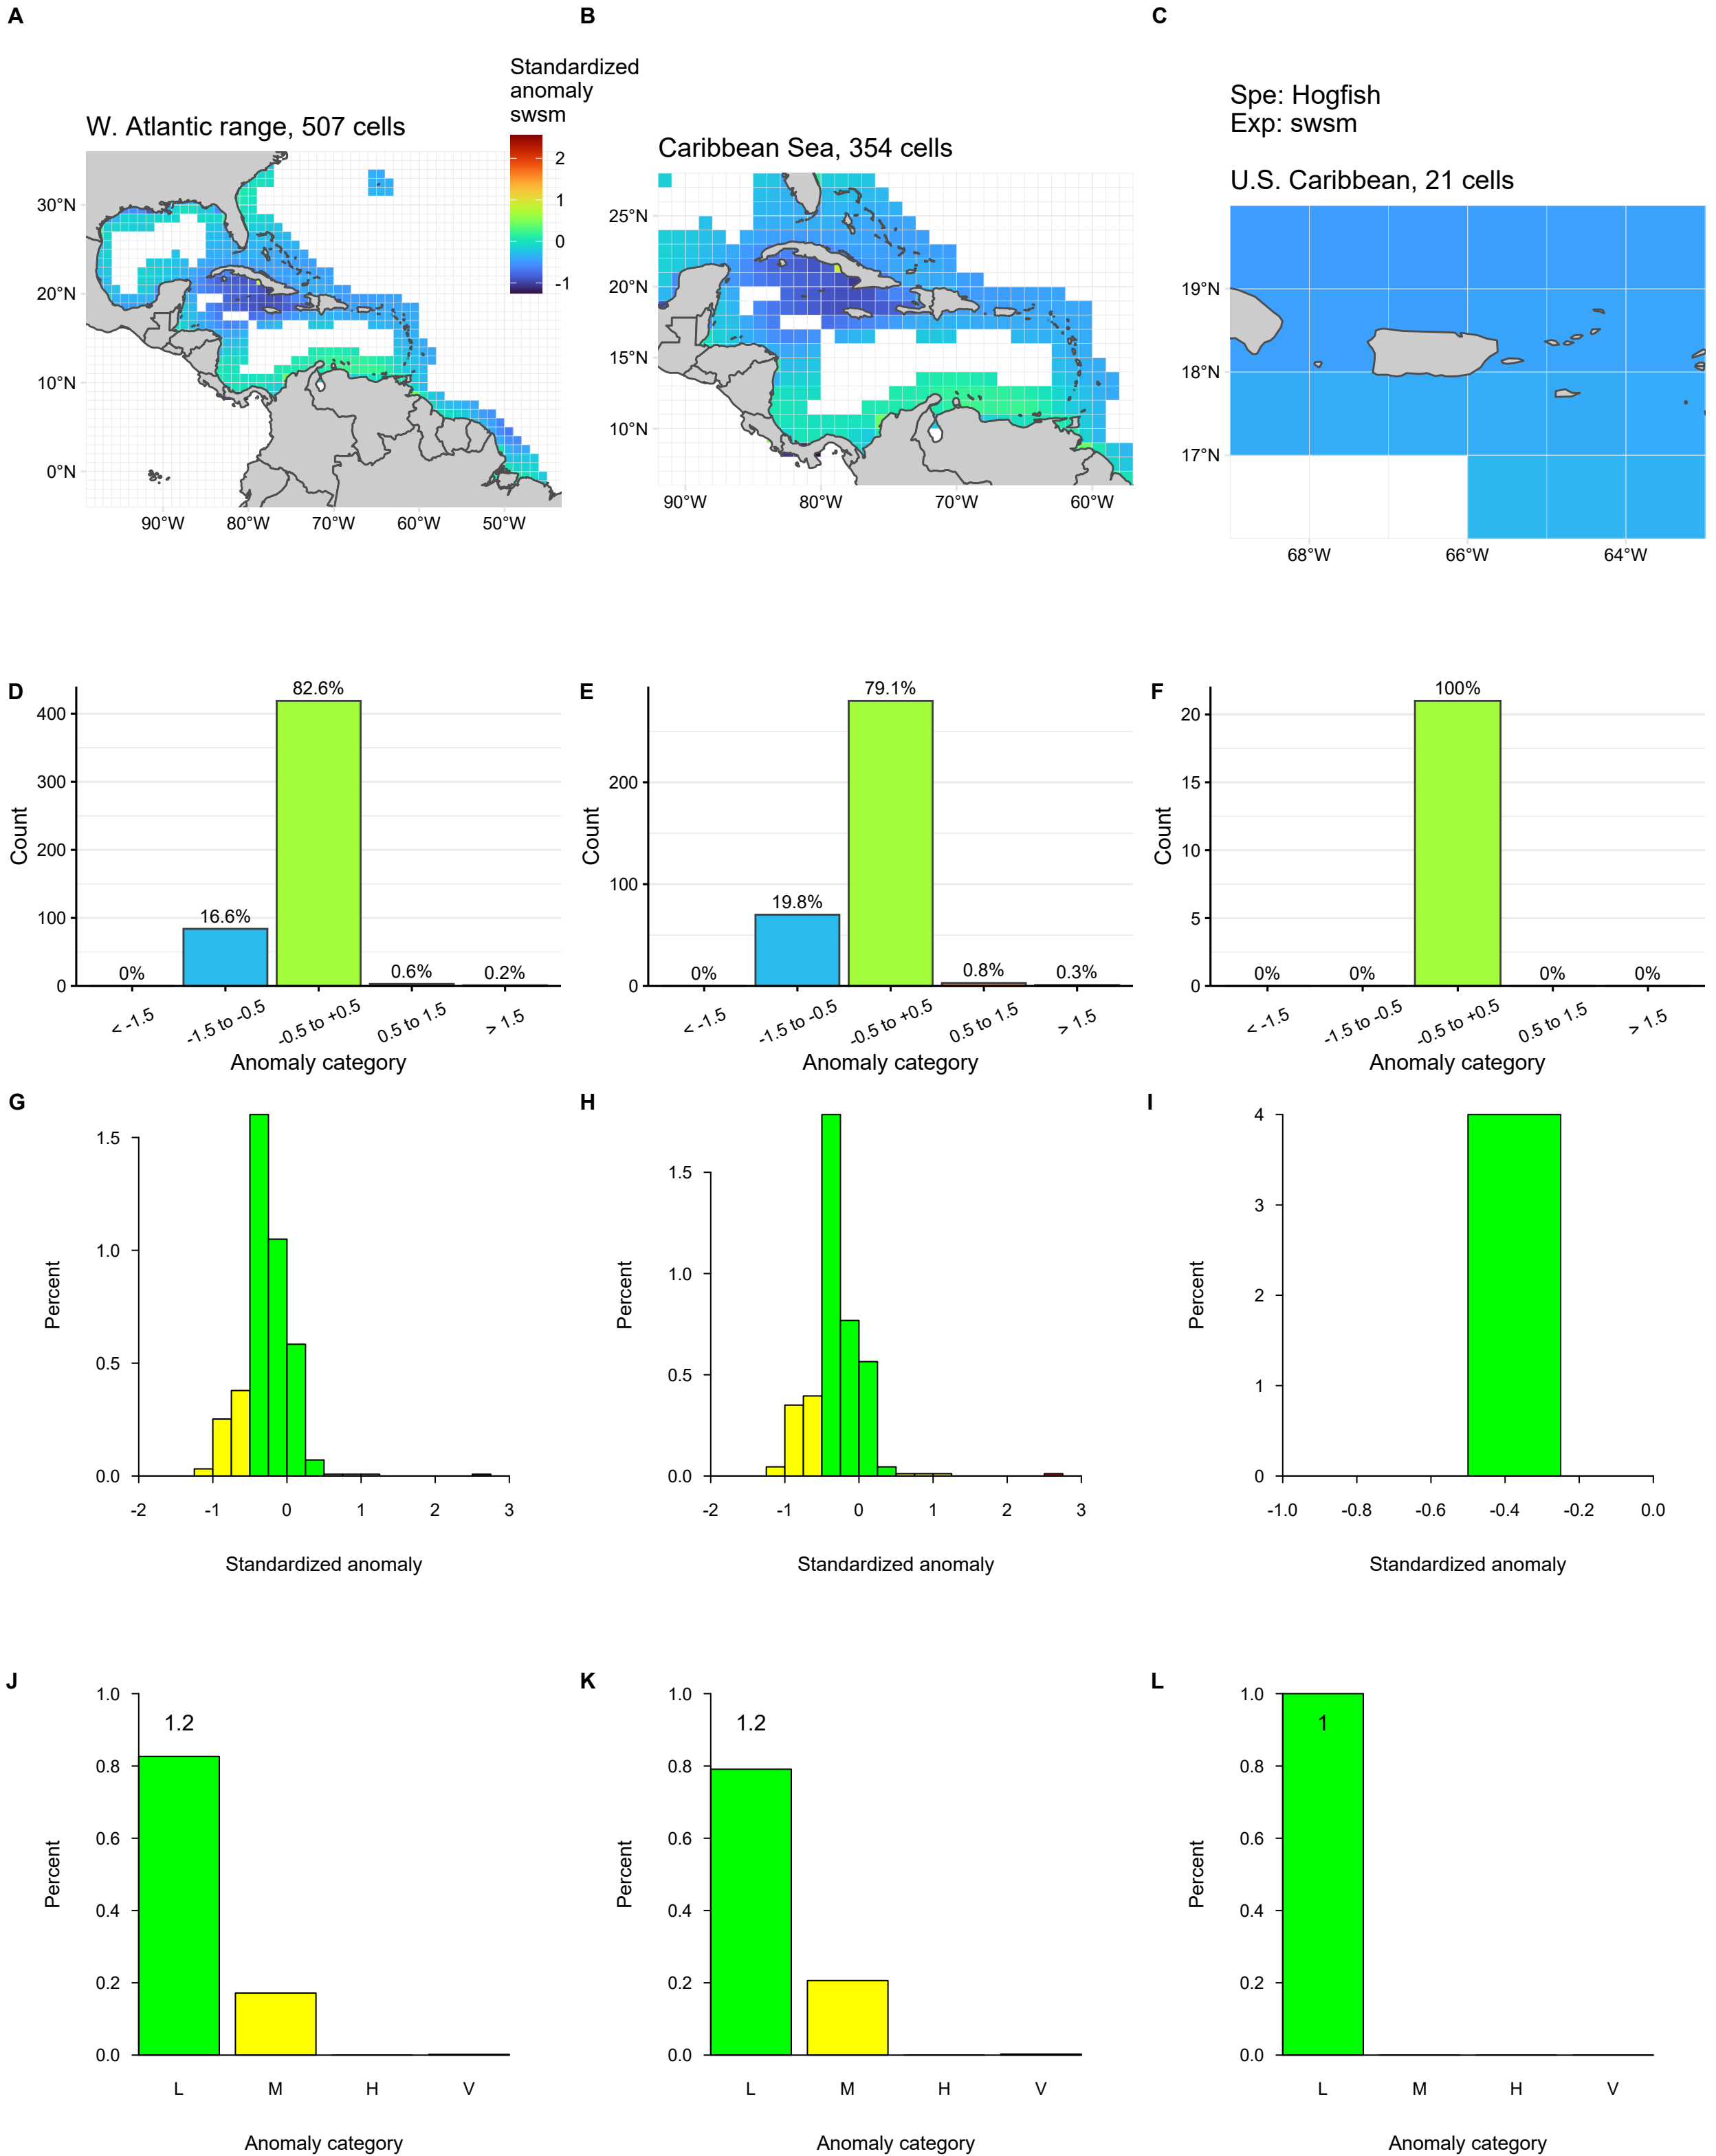 A
B
C
Standardized
anomaly
swsm
2
1
0
-1
W. Atlantic range, 507 cells
30°N
20°N
10°N
0°N
90°W 80°W 70°W 60°W 50°W
Caribbean Sea, 354 cells
25°N
20°N
15°N
10°N
90°W 80°W 70°W 60°W
Spe: Hogfish
Exp: swsm
U.S. Caribbean, 21 cells
19°N
18°N
17°N
68°W 66°W 64°W
D
Count
400
300
200
100
0
0% 16.6% 82.6% 0.6% 0.2%
< -1.5 -1.5 to -0.5 -0.5 to +0.5 0.5 to 1.5 > 1.5
Anomaly category
E
Count
200
100
0
0% 19.8% 79.1% 0.8% 0.3%
< -1.5 -1.5 to -0.5 -0.5 to +0.5 0.5 to 1.5 > 1.5
Anomaly category
F
Count
20
15
10
5
0
0% 0% 100% 0% 0%
< -1.5 -1.5 to -0.5 -0.5 to +0.5 0.5 to 1.5 > 1.5
Anomaly category
G
Percent
1.5
1.0
0.5
0.0
-2 -1 0 1 2 3
Standardized anomaly
H
Percent
1.5
1.0
0.5
0.0
-2 -1 0 1 2 3
Standardized anomaly
I
Percent
4
3
2
1
0
-1.0 -0.8 -0.6 -0.4 -0.2 0.0
Standardized anomaly
J
Percent
1.0
0.8
0.6
0.4
0.2
0.0
1.2
L M H V
Anomaly category
K
Percent
1.0
0.8
0.6
0.4
0.2
0.0
1.2
L M H V
Anomaly category
L
Percent
1.0
0.8
0.6
0.4
0.2
0.0
1
L M H V
Anomaly category